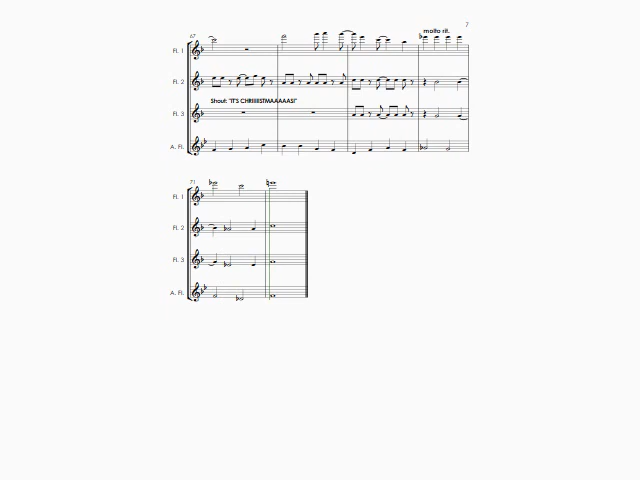 7
molto rit.
67
Fl. 1
Fl. 2
Shout: "IT'S CHRIIIIISTMAAAAAS!"
Fl. 3
A. Fl.
71
Fl. 1
Fl. 2
Fl. 3
A. Fl.